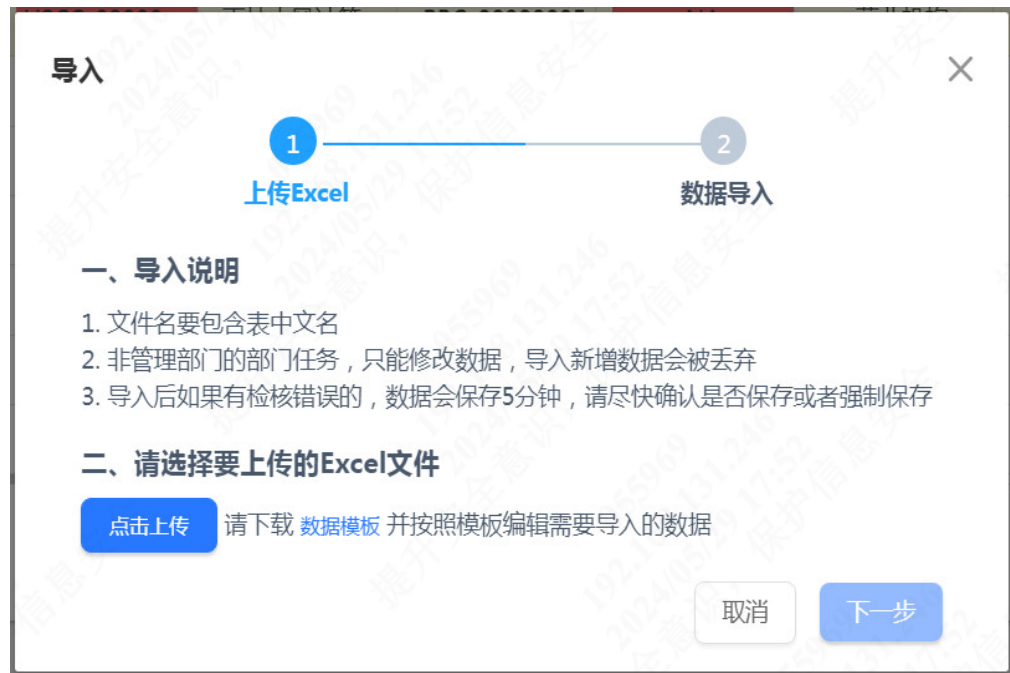 导入
1
2
上传Excel
数据导入
一、导入说明
1. 文件名要包含表中文名
2. 非管理部门的部门任务，只能修改数据，导入新增数据会被丢弃
3. 导入后如果有检核错误的，数据会保存5分钟，请尽快确认是否保存或者强制保存
二、请选择要上传的Excel文件
点击上传 请下载 数据模板 并按照模板编辑需要导入的数据
取消 下一步